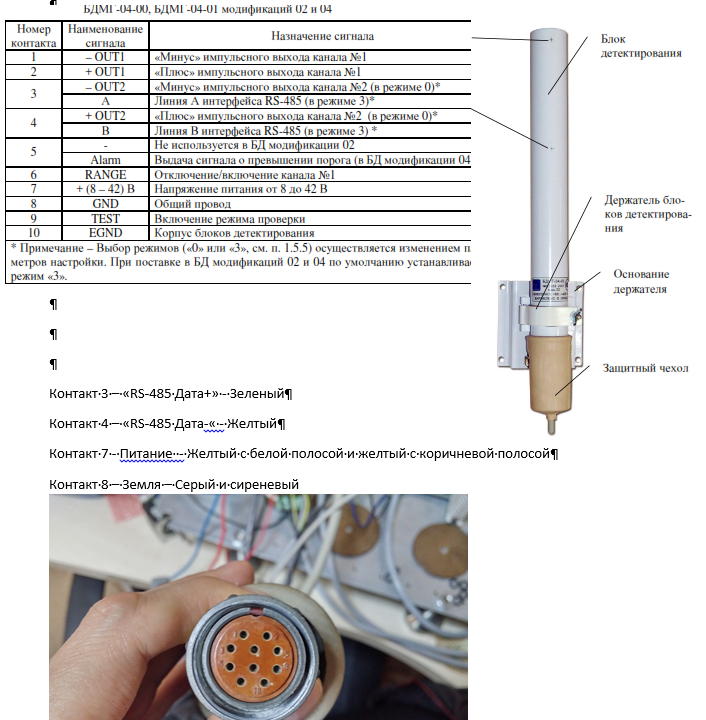 БДМГ-04-00, БДМГ-04-01 модификаций 02 и 04
Номер контакта | Наименование сигнала | Назначение сигнала
1 | – OUT1 | «Минус» импульсного выхода канала №1
2 | + OUT1 | «Плюс» импульсного выхода канала №1
3 | – OUT2 | «Минус» импульсного выхода канала №2 (в режиме 0)*
A | Линия А интерфейса RS-485 (в режиме 3)*
4 | + OUT2 | «Плюс» импульсного выхода канала №2 (в режиме 0)*
B | Линия В интерфейса RS-485 (в режиме 3) *
5 | - | Не используется в БД модификации 02
Alarm | Выдача сигнала о превышении порога (в БД модификации 04
6 | RANGE | Отключение/включение канала №1
7 | + (8 – 42) В | Напряжение питания от 8 до 42 В
8 | GND | Общий провод
9 | TEST | Включение режима проверки
10 | EGND | Корпус блоков детектирования
* Примечание – Выбор режимов («0» или «3», см. п. 1.5.5) осуществляется изменением п
метров настройки. При поставке в БД модификаций 02 и 04 по умолчанию устанавливае
режим «3».
Блок
детектирования
Держатель бло-
ков детектирова-
ния
Основание
держателя
Защитный чехол
¶
¶
¶
Контакт·3·–·«RS-485·Дата+»·-·Зеленый¶
Контакт·4·–·«RS-485·Дата-«·-·Желтый¶
Контакт·7·-·Питание·-·Желтый·с·белой·полосой·и·желтый·с·коричневой·полосой¶
Контакт·8·–·Земля·–·Серый·и·сиреневый